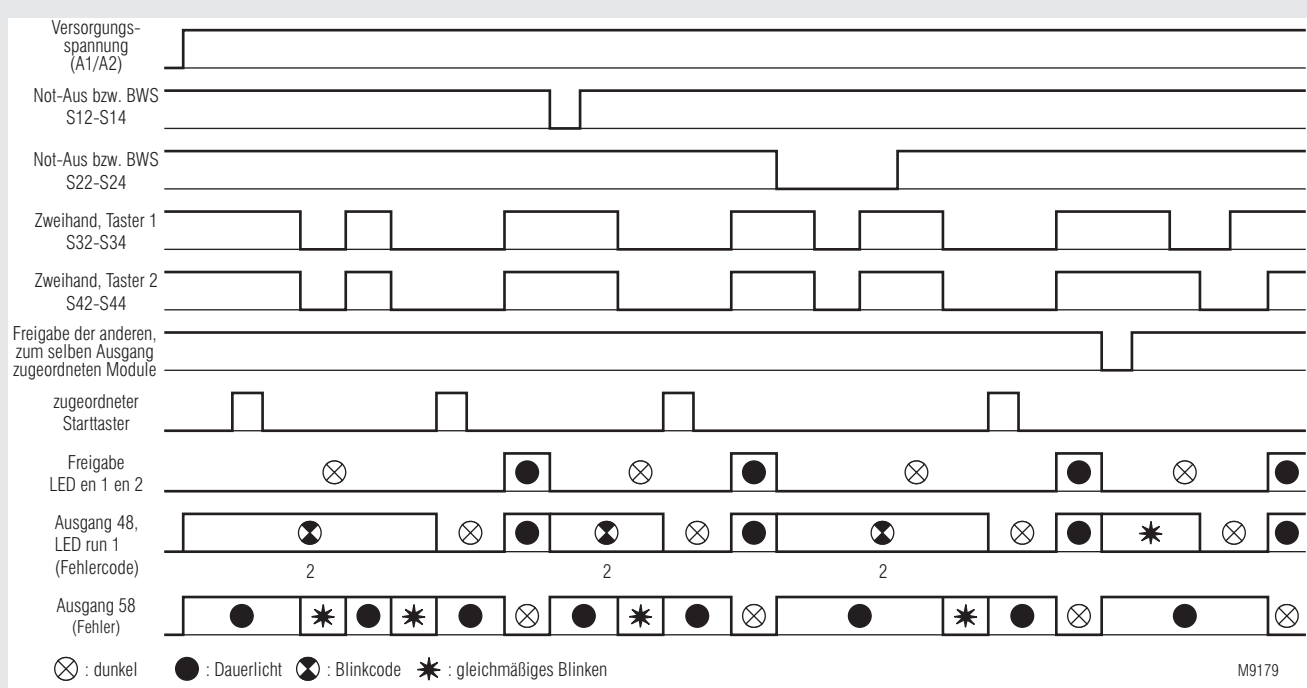 Versorgungs-
spannung
(A1/A2)
Not-Aus bzw. BWS
S12-S14
Not-Aus bzw. BWS
S22-S24
Zweihand, Taster 1
S32-S34
Zweihand, Taster 2
S42-S44
Freigabe der anderen,
zum selben Ausgang
zugeordneten Module
zugeordneter
Starttaster
Freigabe
LED en 1 en 2
Ausgang 48,
LED run 1
(Fehlercode)
2 2 2
Ausgang 58
(Fehler)
: dunkel : Dauerlicht : Blinkcode : gleichmäßiges Blinken M9179